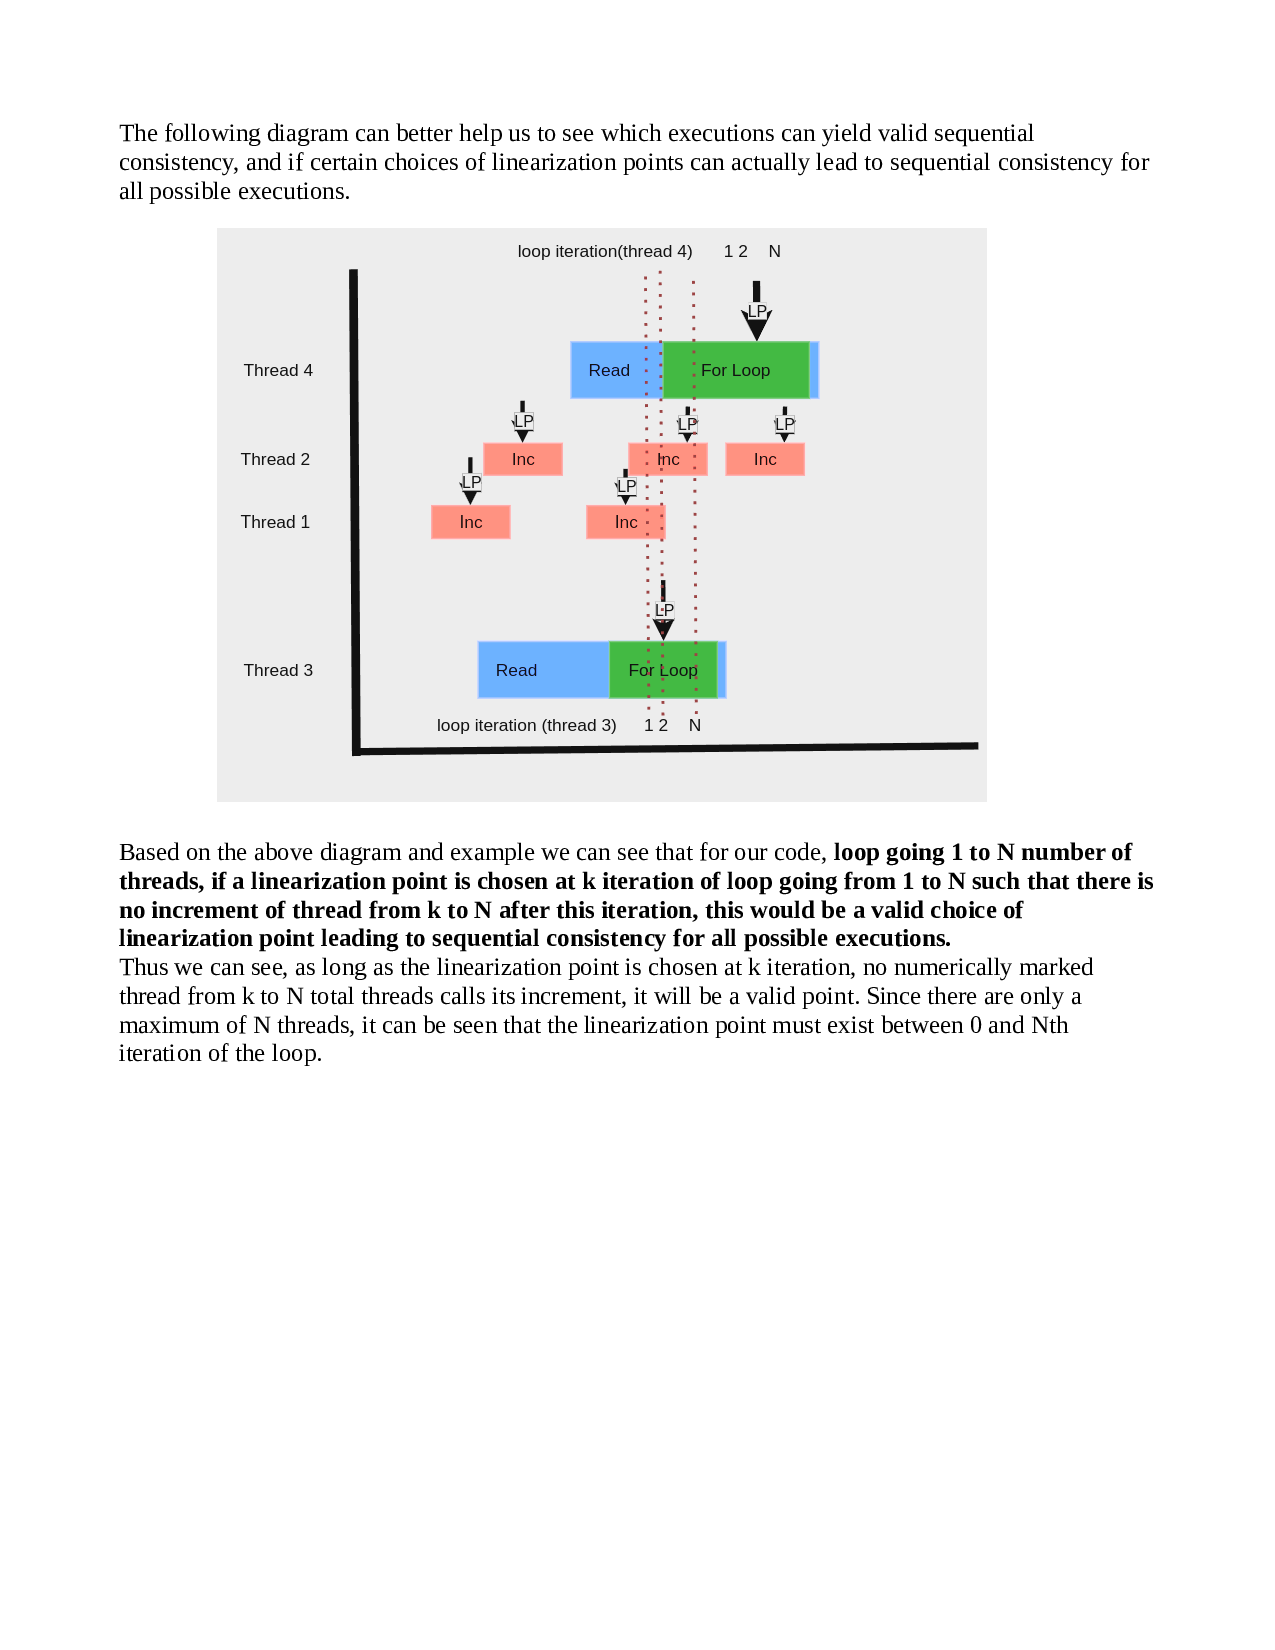 The following diagram can better help us to see which executions can yield valid sequential
consistency, and if certain choices of linearization points can actually lead to sequential consistency for
all possible executions.
loop iteration(thread 4) 1 2 N
LP
Thread 4 Read For Loop
LP LP LP
Thread 2 Inc Inc Inc
LP LP
Thread 1 Inc Inc
LP
Thread 3 Read For Loop
loop iteration (thread 3) 1 2 N
Based on the above diagram and example we can see that for our code, loop going 1 to N number of
threads, if a linearization point is chosen at k iteration of loop going from 1 to N such that there is
no increment of thread from k to N after this iteration, this would be a valid choice of
linearization point leading to sequential consistency for all possible executions.
Thus we can see, as long as the linearization point is chosen at k iteration, no numerically marked
thread from k to N total threads calls its increment, it will be a valid point. Since there are only a
maximum of N threads, it can be seen that the linearization point must exist between 0 and Nth
iteration of the loop.